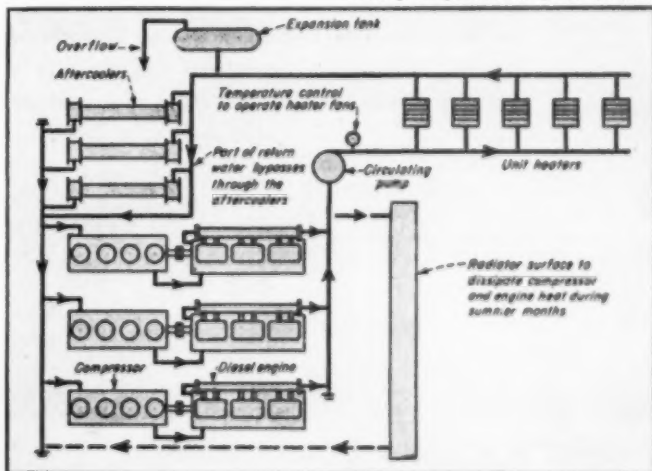 Expansion tank
Overflow
Aftercoolers
Temperature control
to operate heater fans
Part of return
water bypasses
through the
aftercoolers
Circulating
pump
Unit heaters
Radiator surface to
dissipate compressor
and engine heat during
summer months
Compressor
Diesel engine